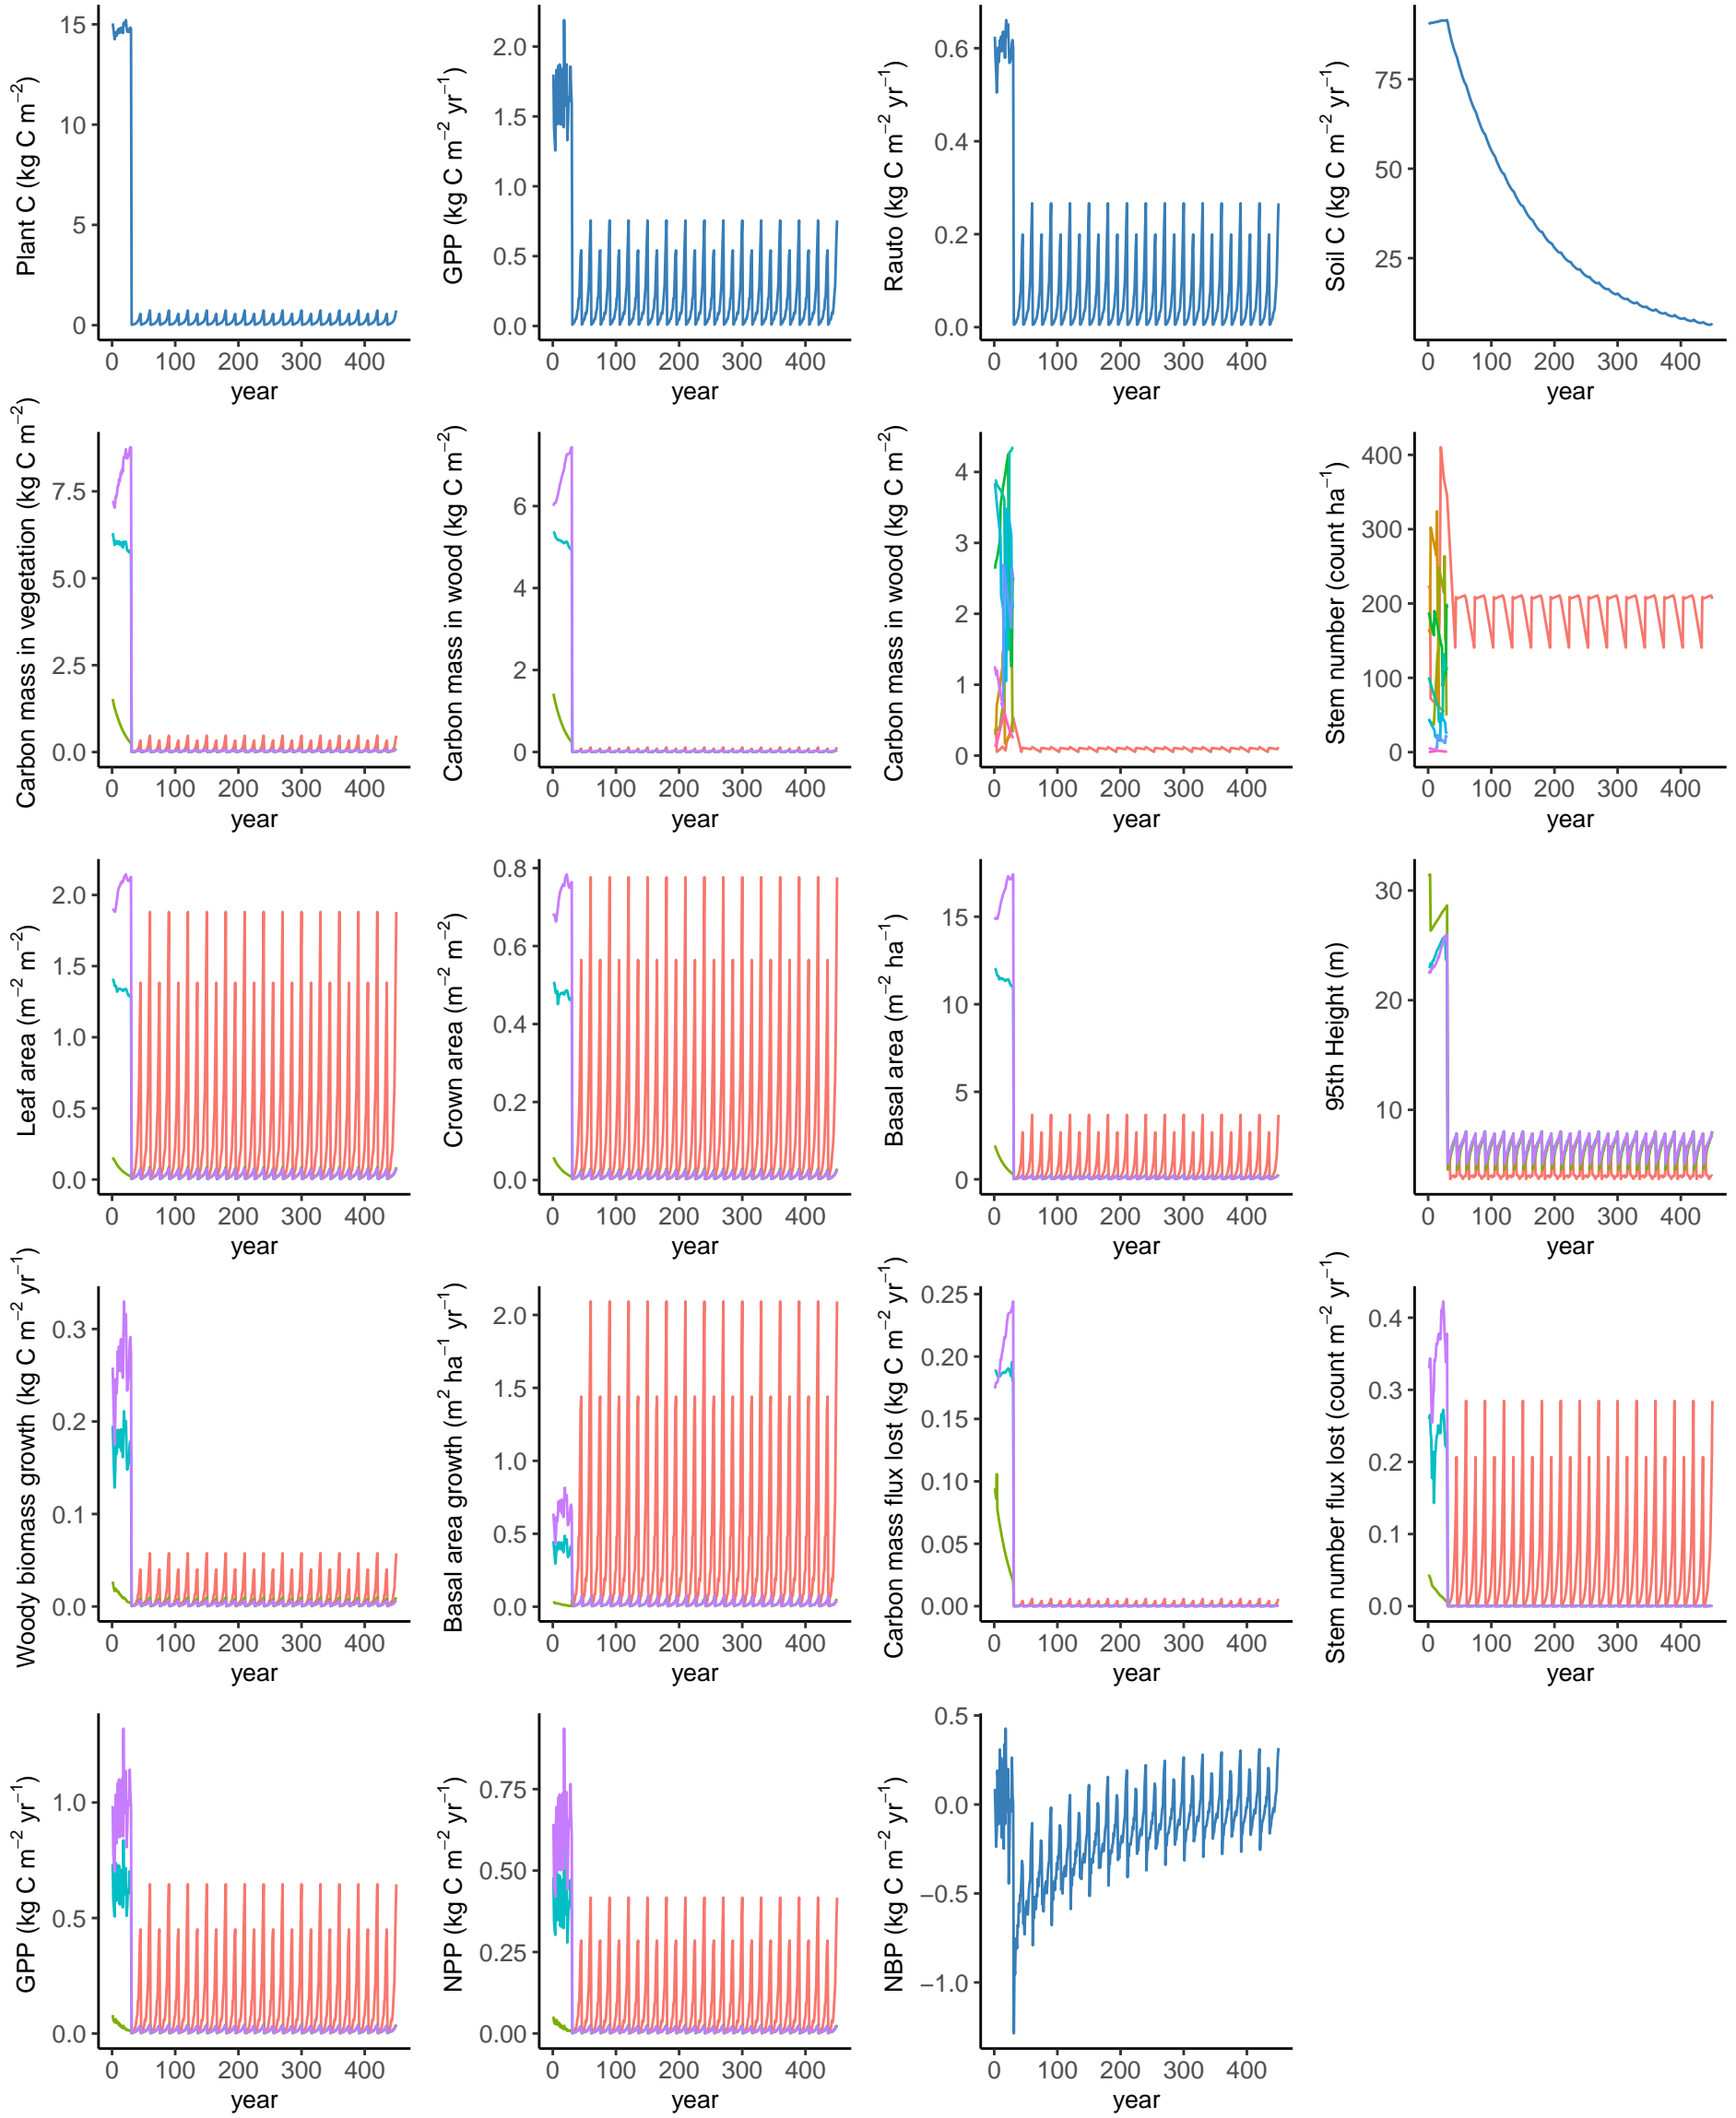 Plant C (kg C m−2)
15
10
5
0
0 100 200 300 400
year
GPP (kg C m−2 yr−1)
2.0
1.5
1.0
0.5
0.0
0 100 200 300 400
year
Rauto (kg C m−2 yr−1)
0.6
0.4
0.2
0.0
0 100 200 300 400
year
Soil C (kg C m−2 yr−1)
75
50
25
0 100 200 300 400
year
Carbon mass in vegetation (kg C m−2)
7.5
5.0
2.5
0.0
0 100 200 300 400
year
Carbon mass in wood (kg C m−2)
6
4
2
0
0 100 200 300 400
year
Carbon mass in wood (kg C m−2)
4
3
2
1
0
0 100 200 300 400
year
Stem number (count ha−1)
400
300
200
100
0
0 100 200 300 400
year
Leaf area (m−2 m−2)
2.0
1.5
1.0
0.5
0.0
0 100 200 300 400
year
Crown area (m−2 m−2)
0.8
0.6
0.4
0.2
0.0
0 100 200 300 400
year
Basal area (m−2 ha−1)
15
10
5
0
0 100 200 300 400
year
95th Height (m)
30
20
10
0 100 200 300 400
year
Woody biomass growth (kg C m−2 yr−1)
0.3
0.2
0.1
0.0
0 100 200 300 400
year
Basal area growth (m2 ha−1 yr−1)
2.0
1.5
1.0
0.5
0.0
0 100 200 300 400
year
Carbon mass flux lost (kg C m−2 yr−1)
0.25
0.20
0.15
0.10
0.05
0.00
0 100 200 300 400
year
Stem number flux lost (count m−2 yr−1)
0.4
0.3
0.2
0.1
0.0
0 100 200 300 400
year
GPP (kg C m−2 yr−1)
1.0
0.5
0.0
0 100 200 300 400
year
NPP (kg C m−2 yr−1)
0.75
0.50
0.25
0.00
0 100 200 300 400
year
NBP (kg C m−2 yr−1)
0.5
0.0
−0.5
−1.0
0 100 200 300 400
year